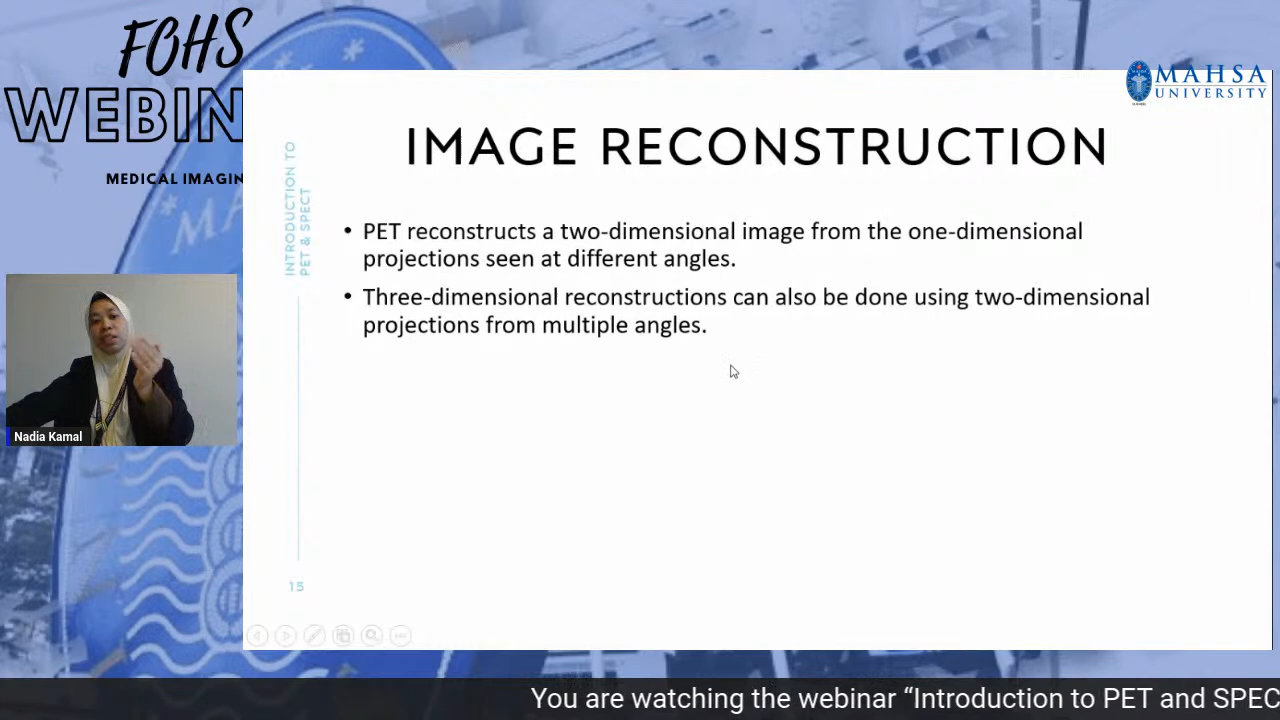 FOHS
WEBIN
MEDICAL IMAGIN
MAHSA
UNIVERSITY
INTRODUCTION TO
PET & SPECT
IMAGE RECONSTRUCTION
• PET reconstructs a two-dimensional image from the one-dimensional
projections seen at different angles.
• Three-dimensional reconstructions can also be done using two-dimensional
projections from multiple angles.
15
Nadia Kamal
You are watching the webinar “Introduction to PET and SPEC